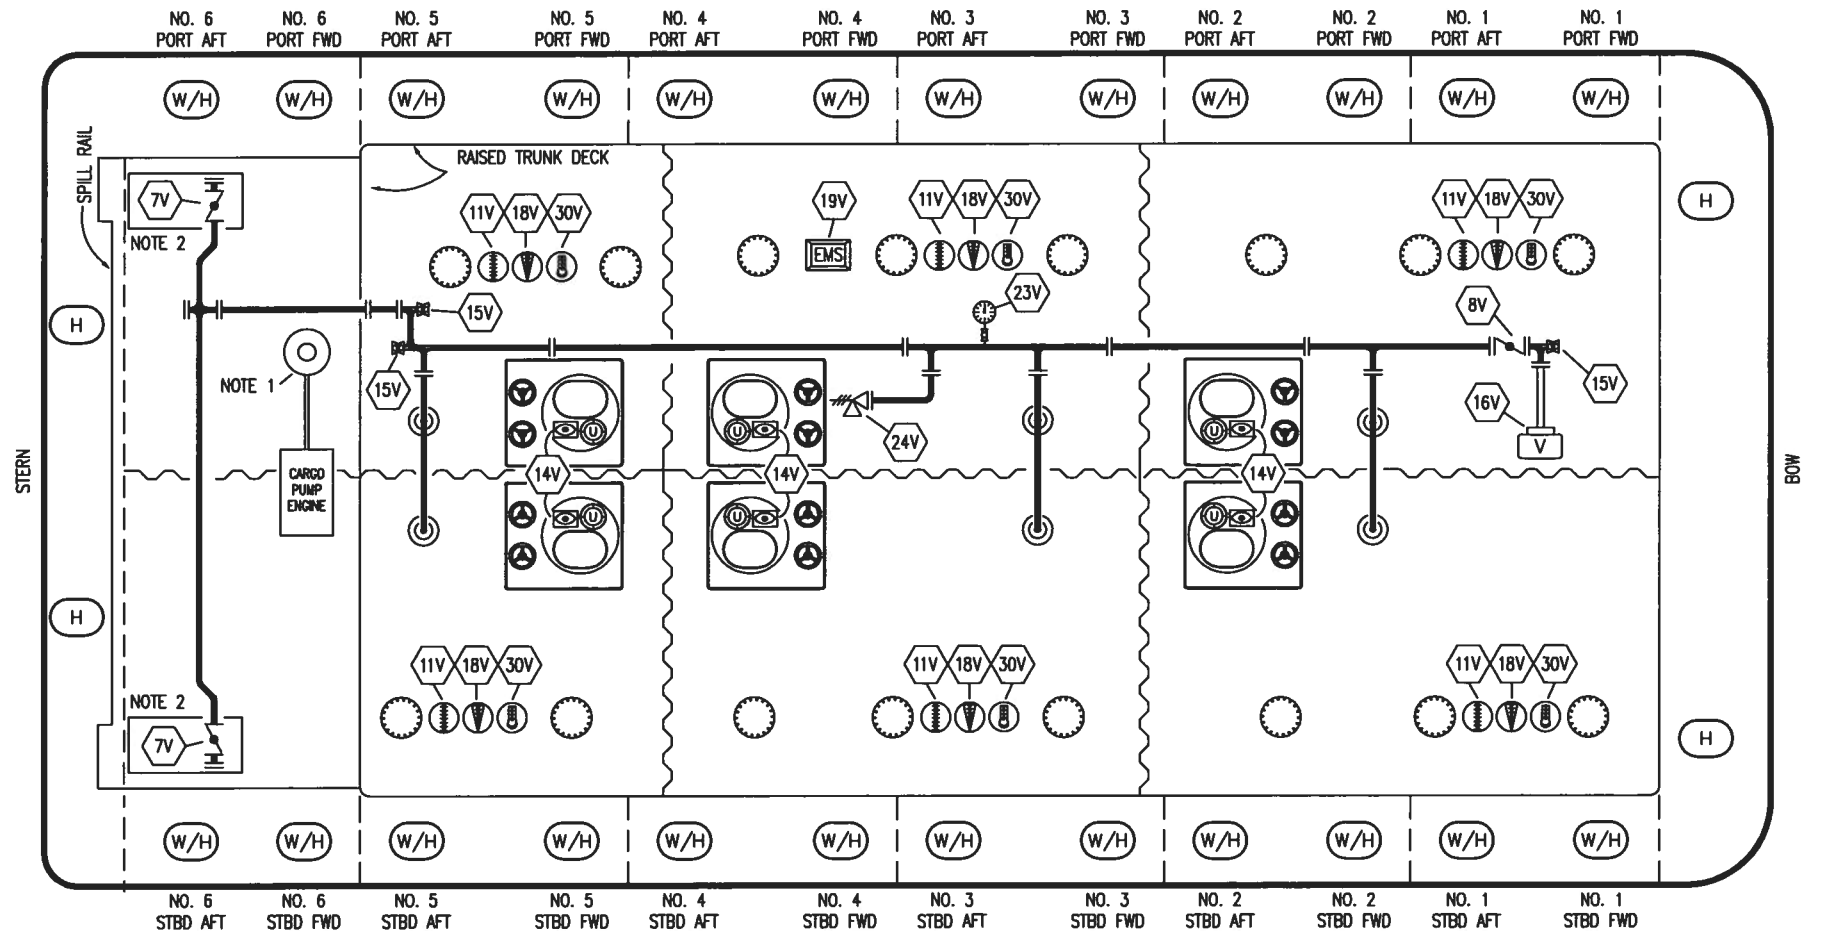 NO. 6 NO. 6 NO. 5 NO. 5 NO. 4 NO. 4 NO. 3 NO. 3 NO. 2 NO. 2 NO. 1 NO. 1
PORT AFT PORT FWD PORT AFT PORT FWD PORT AFT PORT FWD PORT AFT PORT FWD PORT AFT PORT FWD PORT AFT PORT FWD
W/H W/H W/H W/H W/H W/H W/H W/H W/H W/H W/H W/H
SPILL RAIL
RAISED TRUNK DECK
7V
11V 18V 30V
19V
11V 18V 30V
11V 18V 30V
H
NOTE 2
EMS
23V
8V
15V
H
NOTE 1
15V
15V
16V
U
U
24V
U
V
STERN
CARGO
PUMP
ENGINE
14V
14V
14V
BOW
U
U
U
H
11V 18V 30V
11V 18V 30V
11V 18V 30V
NOTE 2
7V
H
W/H W/H W/H W/H W/H W/H W/H W/H W/H W/H W/H W/H
NO. 6 NO. 6 NO. 5 NO. 5 NO. 4 NO. 4 NO. 3 NO. 3 NO. 2 NO. 2 NO. 1 NO. 1
STBD AFT STBD FWD STBD AFT STBD FWD STBD AFT STBD FWD STBD AFT STBD FWD STBD AFT STBD FWD STBD AFT STBD FWD